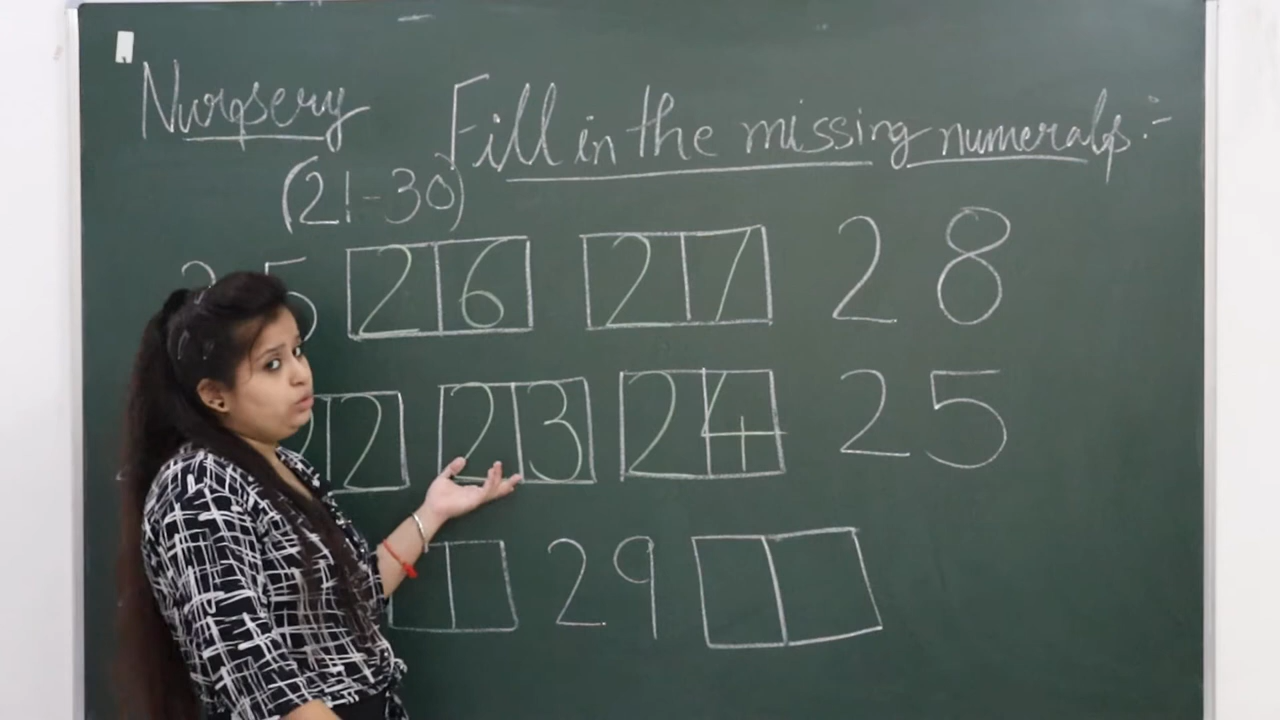 Nursery Fill in the missing numerals:-
(21-30)
25 26 27 28
22 23 24 25
29